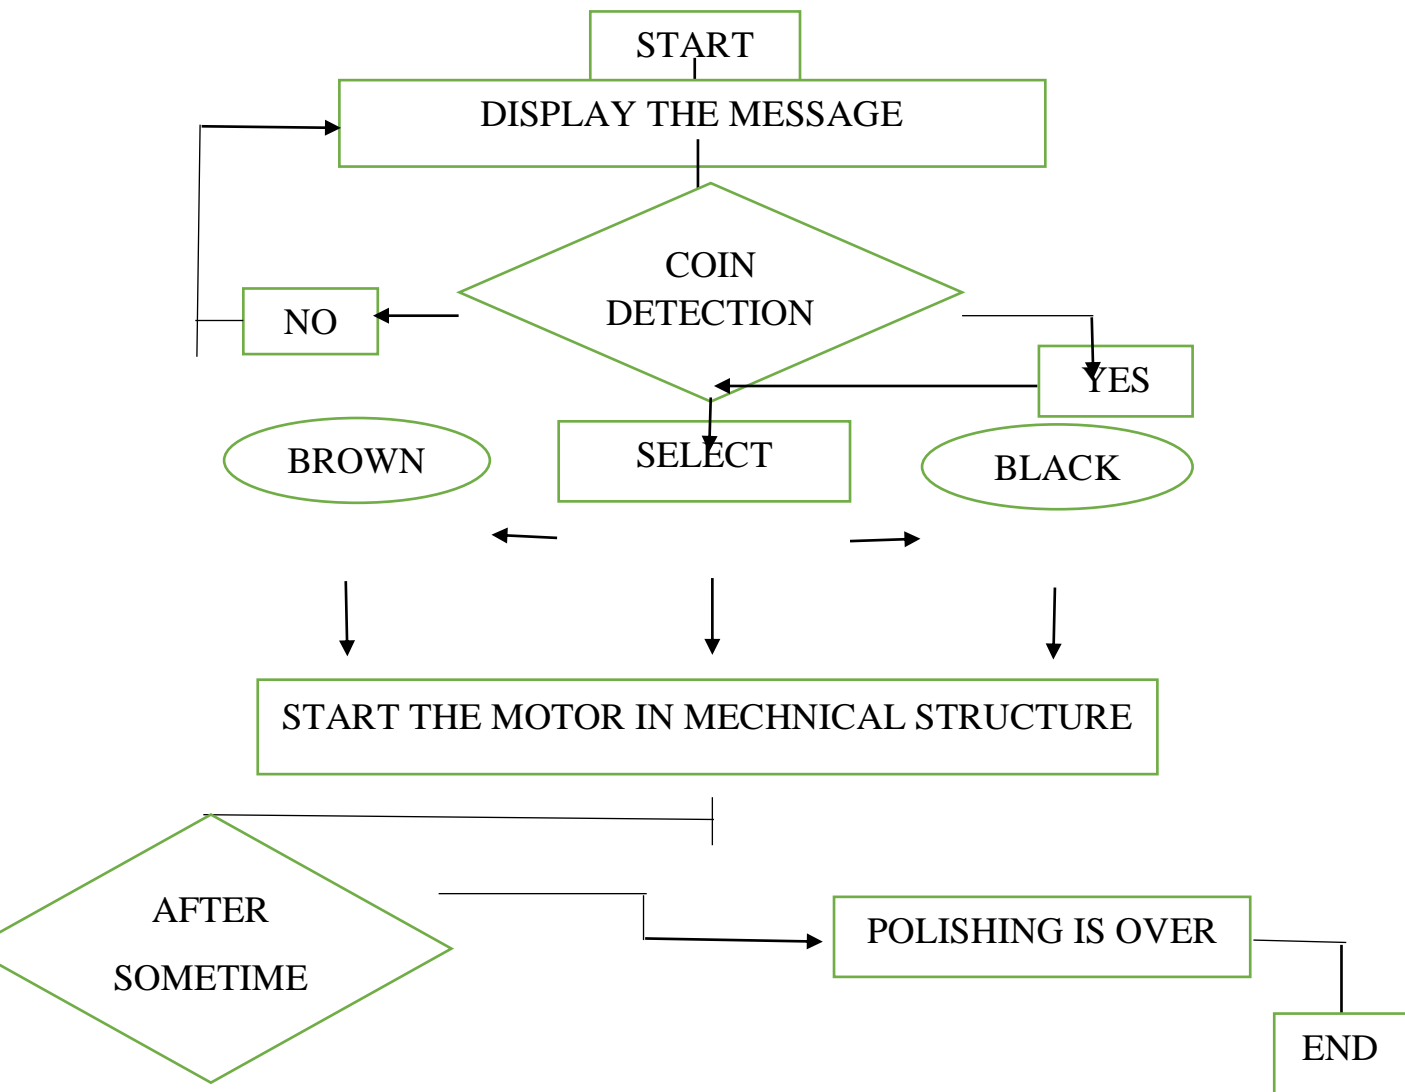 START
DISPLAY THE MESSAGE
COIN
DETECTION
NO
YES
BROWN
SELECT
BLACK
START THE MOTOR IN MECHNICAL STRUCTURE
AFTER
SOMETIME
POLISHING IS OVER
END